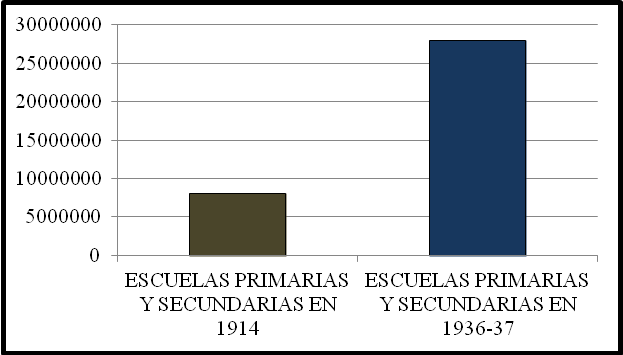 30000000
25000000
20000000
15000000
10000000
5000000
0
ESCUELAS PRIMARIAS
Y SECUNDARIAS EN
1914
ESCUELAS PRIMARIAS
Y SECUNDARIAS EN
1936-37